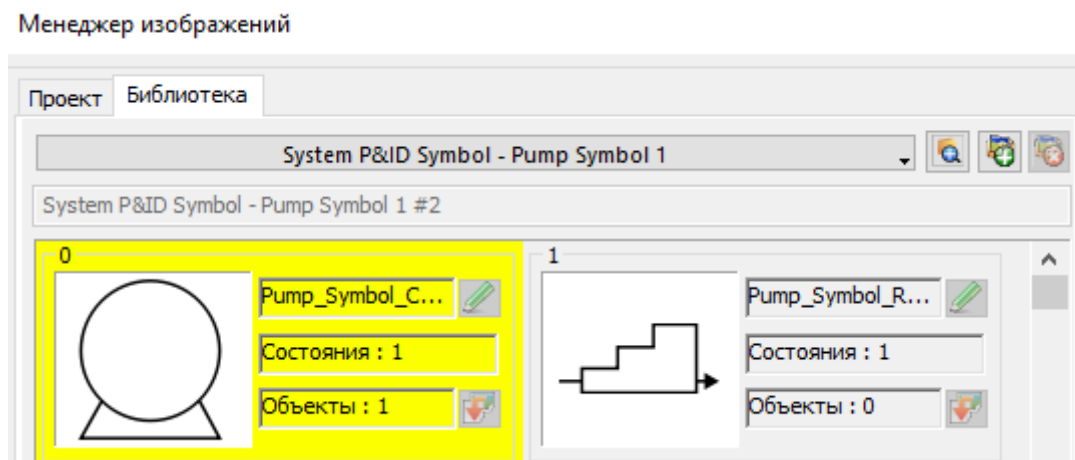 Менеджер изображений
Проект Библиотека
System P&ID Symbol - Pump Symbol 1
System P&ID Symbol - Pump Symbol 1 #2
0 1
Pump_Symbol_C... Pump_Symbol_R...
Состояния : 1 Состояния : 1
Объекты : 1 Объекты : 0